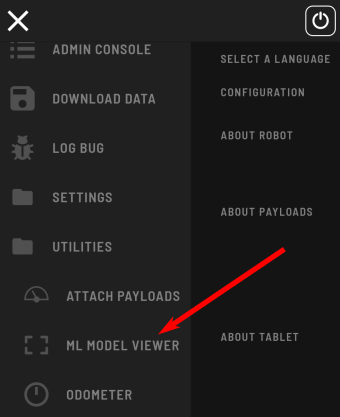 ADMIN CONSOLE
DOWNLOAD DATA
LOG BUG
SETTINGS
UTILITIES
ATTACH PAYLOADS
ML MODEL VIEWER
ODOMETER
SELECT A LANGUAGE
CONFIGURATION
ABOUT ROBOT
ABOUT PAYLOADS
ABOUT TABLET